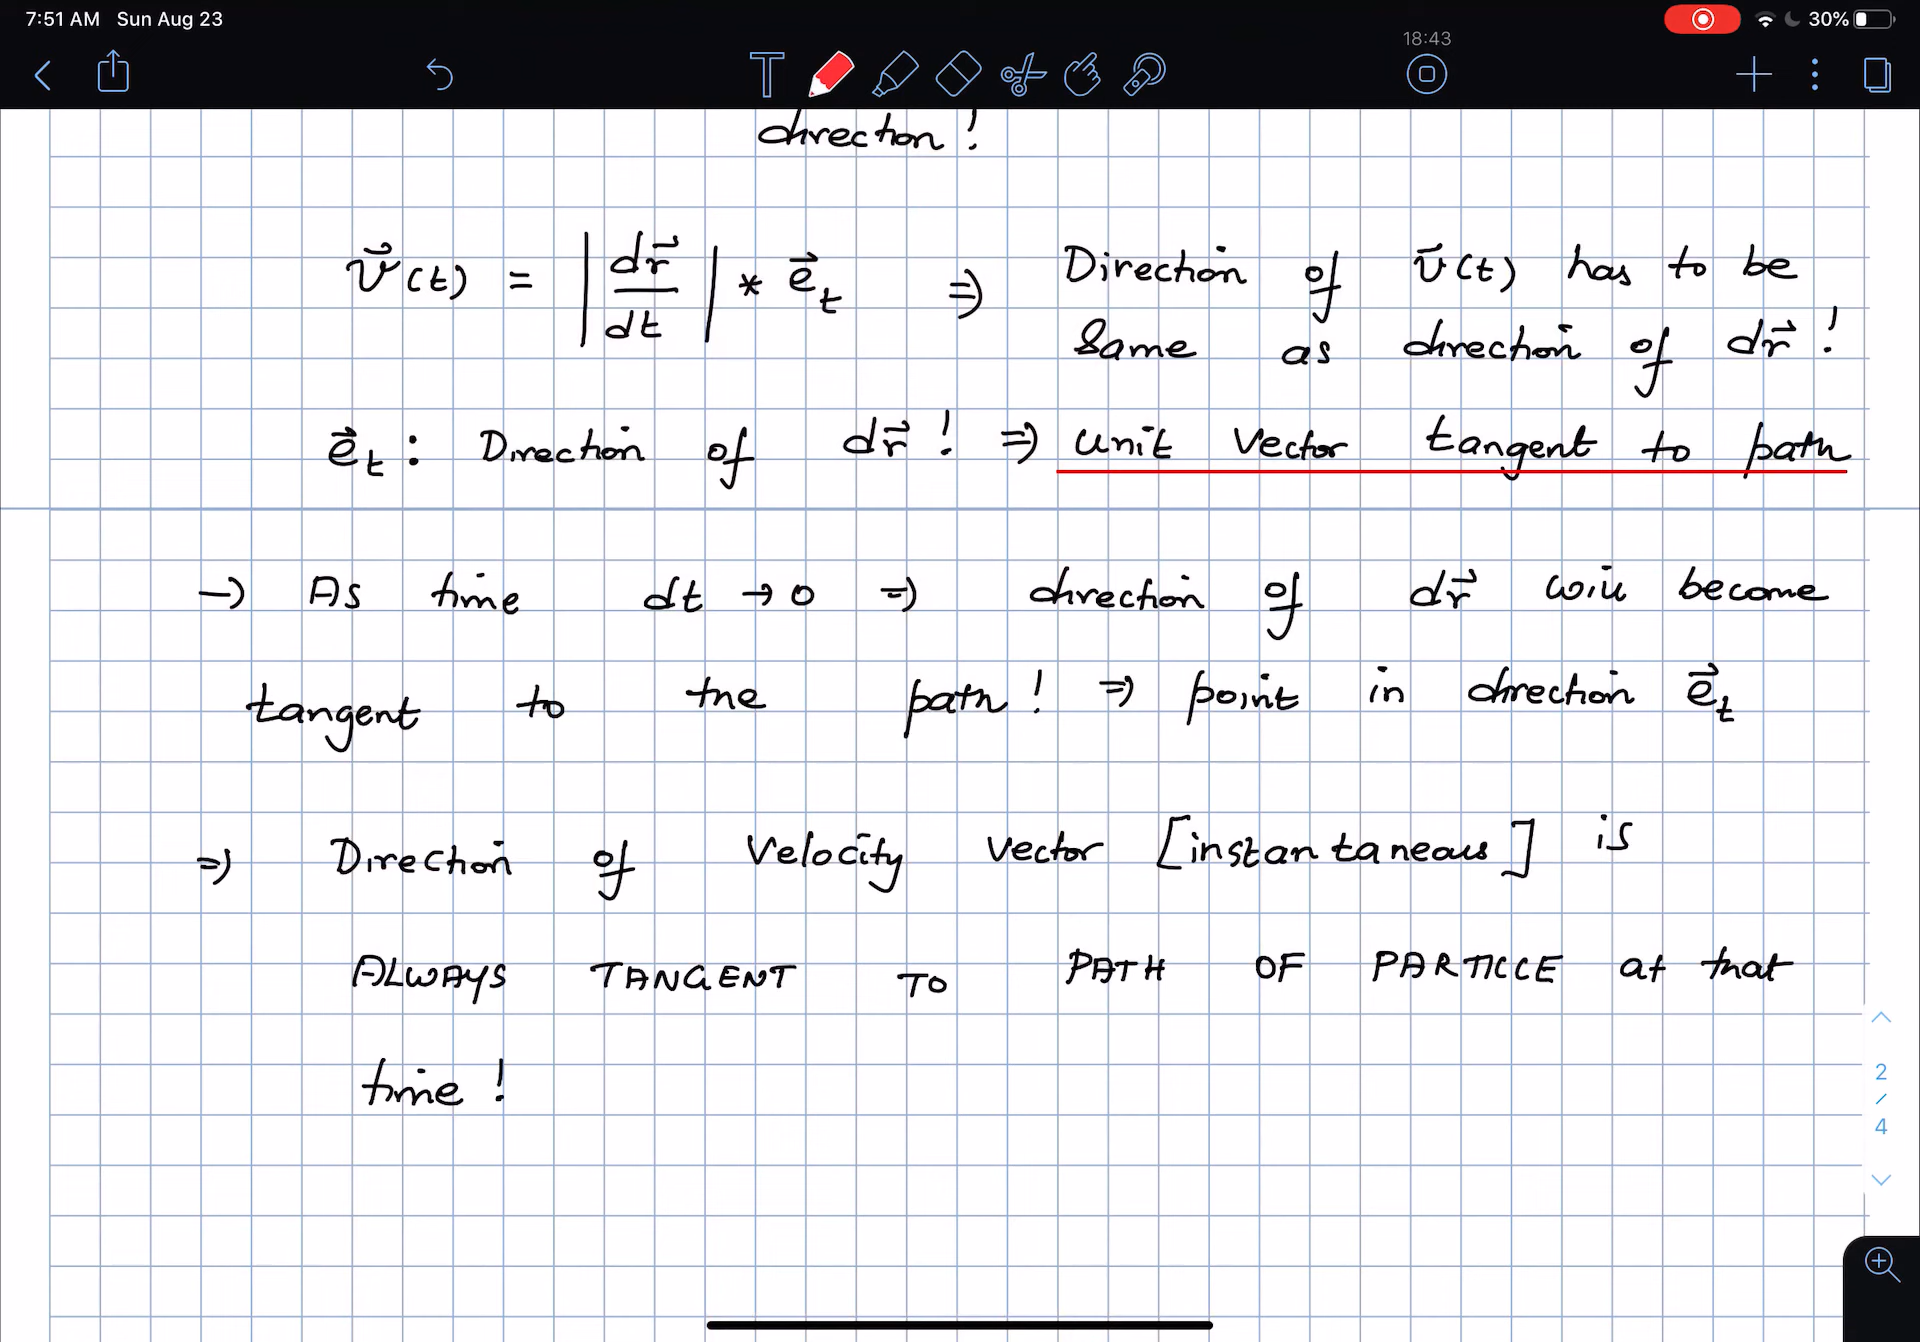 7:51 AM Sun Aug 23 30%
18:43
direction!
v⃗(t) = |dr⃗/dt| * e⃗t ⇒ Direction of v⃗(t) has to be
Same as direction of dr⃗!
e⃗t : Direction of dr⃗! ⇒ unit vector tangent to path
→ As time dt → 0 ⇒ direction of dr⃗ will become
tangent to the path! ⇒ point in direction e⃗t
⇒ Direction of velocity vector [instantaneous] is
ALWAYS TANGENT TO PATH OF PARTICLE at that
time!
2
/
4